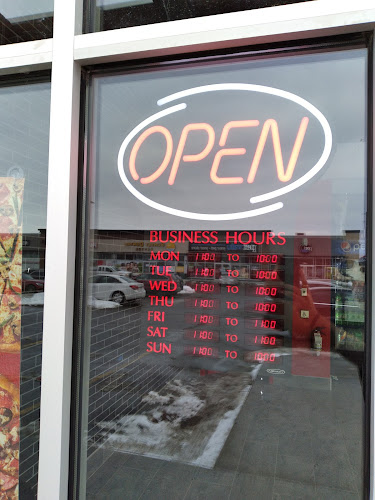 OPEN
BUSINESS HOURS
MON 11:00 TO 10:00
TUE 11:00 TO 10:00
WED 11:00 TO 10:00
THU 11:00 TO 10:00
FRI 11:00 TO 11:00
SAT 11:00 TO 11:00
SUN 11:00 TO 10:00